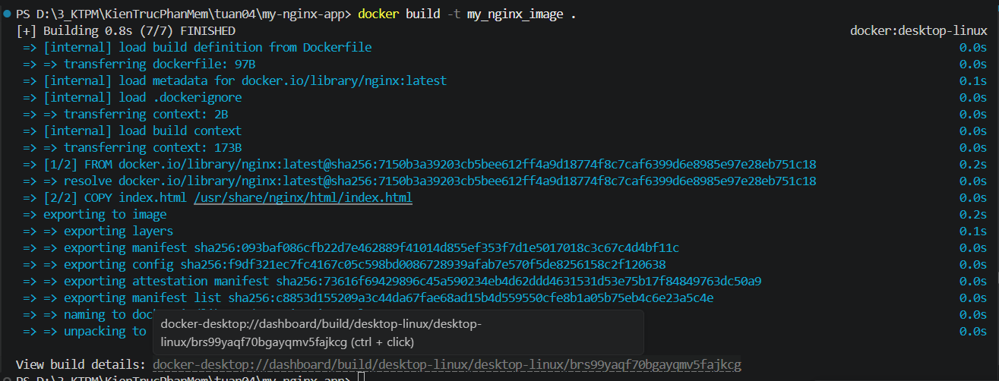 PS D:\3_KTPM\KienTrucPhanMem\tuan04\my-nginx-app> docker build -t my_nginx_image .
[+] Building 0.8s (7/7) FINISHED docker:desktop-linux
=> [internal] load build definition from Dockerfile 0.0s
=> => transferring dockerfile: 97B 0.0s
=> [internal] load metadata for docker.io/library/nginx:latest 0.1s
=> [internal] load .dockerignore 0.0s
=> => transferring context: 2B 0.0s
=> [internal] load build context 0.0s
=> => transferring context: 173B 0.0s
=> [1/2] FROM docker.io/library/nginx:latest@sha256:7150b3a39203cb5bee612ff4a9d18774f8c7caf6399d6e8985e97e28eb751c18 0.2s
=> => resolve docker.io/library/nginx:latest@sha256:7150b3a39203cb5bee612ff4a9d18774f8c7caf6399d6e8985e97e28eb751c18 0.0s
=> [2/2] COPY index.html /usr/share/nginx/html/index.html 0.0s
=> exporting to image 0.2s
=> => exporting layers 0.1s
=> => exporting manifest sha256:093baf086cfb22d7e462889f41014d855ef353f7d1e5017018c3c67c4d4bf11c 0.0s
=> => exporting config sha256:f9df321ec7fc4167c05c598bd0086728939afab7e570f5de8256158c2f120638 0.0s
=> => exporting attestation manifest sha256:73616f69429896c45a590234eb4d62ddd4631531d53e75b17f84849763dc50a9 0.0s
=> => exporting manifest list sha256:c8853d155209a3c44da67fae68ad15b4d559550cfe8b1a05b75eb4c6e23a5c4e 0.0s
=> => naming to 0.0s
=> => unpacking to 0.0s
docker-desktop://dashboard/build/desktop-linux/desktop-
linux/brs99yaqf70bgayqmv5fajkcg (ctrl + click)
View build details: docker-desktop://dashboard/build/desktop-linux/desktop-linux/brs99yaqf70bgayqmv5fajkcg
PS D:\3_KTPM\KienTrucPhanMem\tuan04\my-nginx-app>